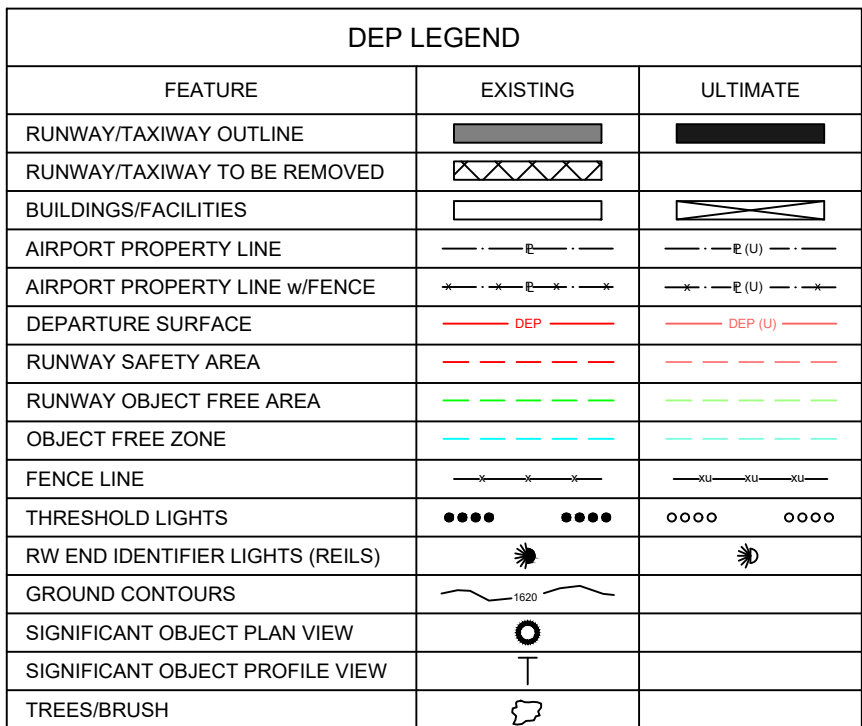 DEP LEGEND
FEATURE EXISTING ULTIMATE
RUNWAY/TAXIWAY OUTLINE
RUNWAY/TAXIWAY TO BE REMOVED
BUILDINGS/FACILITIES
AIRPORT PROPERTY LINE ⅊ ⅊ (U)
AIRPORT PROPERTY LINE w/FENCE x x ⅊ x x x ⅊ (U) x
DEPARTURE SURFACE DEP DEP (U)
RUNWAY SAFETY AREA
RUNWAY OBJECT FREE AREA
OBJECT FREE ZONE
FENCE LINE x x x xu xu xu
THRESHOLD LIGHTS
RW END IDENTIFIER LIGHTS (REILS)
GROUND CONTOURS 1620
SIGNIFICANT OBJECT PLAN VIEW
SIGNIFICANT OBJECT PROFILE VIEW
TREES/BRUSH